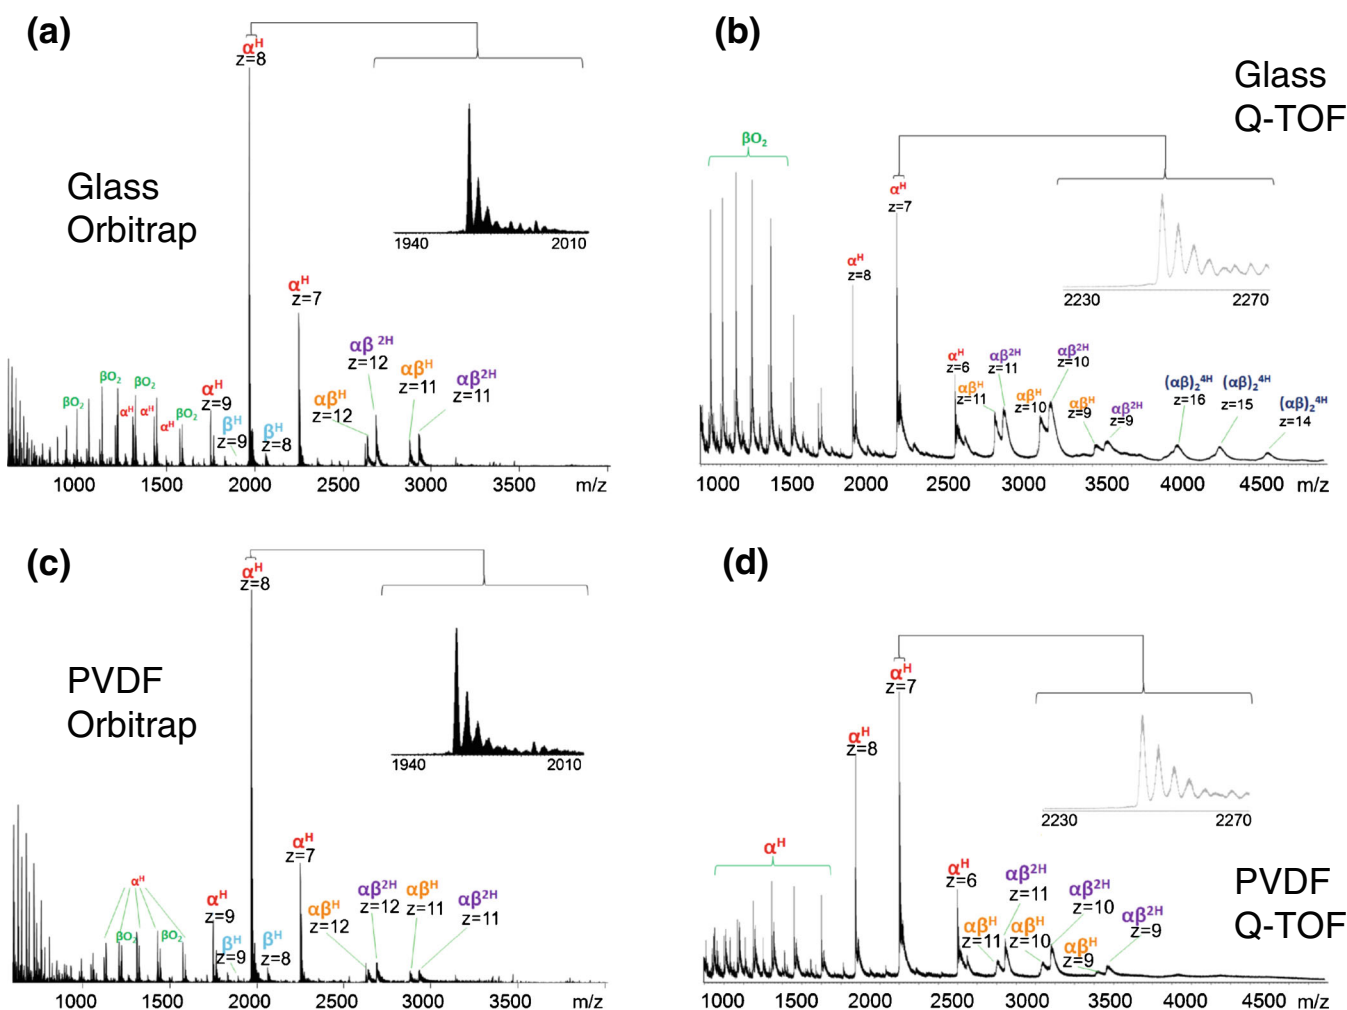 (a)
αᴴ
z=8
Glass
Orbitrap
1940 2010
αᴴ
z=7
αβ ²ᴴ
z=12
αβᴴ
z=11
αβ²ᴴ
z=11
αβᴴ
z=12
βO₂
βO₂
βO₂
αᴴ
αᴴ
αᴴ
βO₂
αᴴ
z=9
βᴴ
z=9
βᴴ
z=8
1000 1500 2000 2500 3000 3500 m/z
(b)
Glass
Q-TOF
βO₂
αᴴ
z=7
αᴴ
z=8
2230 2270
αᴴ
z=6
αβᴴ
z=11
αβ²ᴴ
z=11
αβᴴ
z=10
αβ²ᴴ
z=10
αβᴴ
z=9
αβ²ᴴ
z=9
(αβ)₂⁴ᴴ
z=16
(αβ)₂⁴ᴴ
z=15
(αβ)₂⁴ᴴ
z=14
1000 1500 2000 2500 3000 3500 4000 4500 m/z
(c)
αᴴ
z=8
PVDF
Orbitrap
1940 2010
αᴴ
z=7
αᴴ
βO₂
βO₂
αᴴ
z=9
βᴴ
z=9
βᴴ
z=8
αβᴴ
z=12
αβ²ᴴ
z=12
αβᴴ
z=11
αβ²ᴴ
z=11
1000 1500 2000 2500 3000 3500 m/z
(d)
αᴴ
z=7
αᴴ
z=8
2230 2270
PVDF
Q-TOF
αᴴ
αᴴ
z=6
αβᴴ
z=11
αβ²ᴴ
z=11
αβᴴ
z=10
αβ²ᴴ
z=10
αβᴴ
z=9
αβ²ᴴ
z=9
1000 1500 2000 2500 3000 3500 4000 4500 m/z